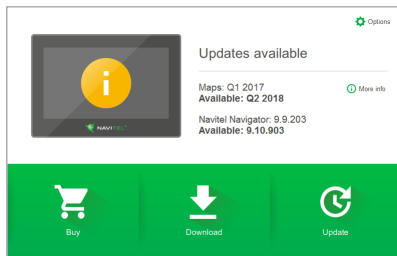 Options
Updates available
Maps: Q1 2017
Available: Q2 2018
More info
Navitel Navigator: 9.9.203
Available: 9.10.903
NAVITEL
Buy
Download
Update